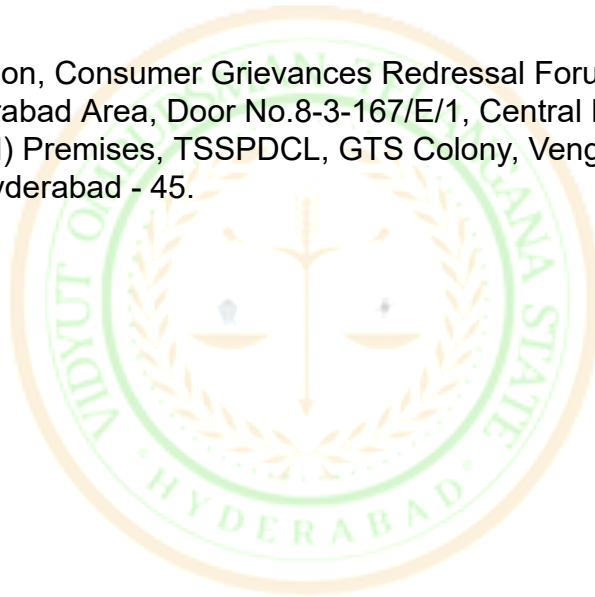 on, Consumer Grievances Redressal Foru
rabad Area, Door No.8-3-167/E/1, Central
) Premises, TSSPDCL, GTS Colony, Veng
yderabad - 45.
VIDYUT OMBUDSMAN TELANGANA STATE
* HYDERABAD *